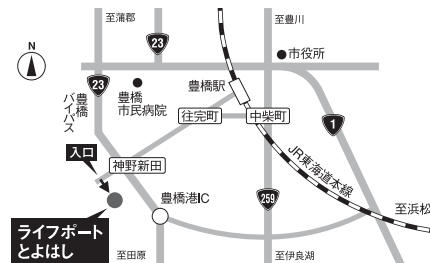 至蒲郡
至豊川
N
23
市役所
23
豊橋
バイパス
豊橋
市民病院
豊橋駅
往完町
中柴町
1
入口
神野新田
JR東海道本線
ライフポート
とよはし
豊橋港IC
259
至浜松
至田原
至伊良湖